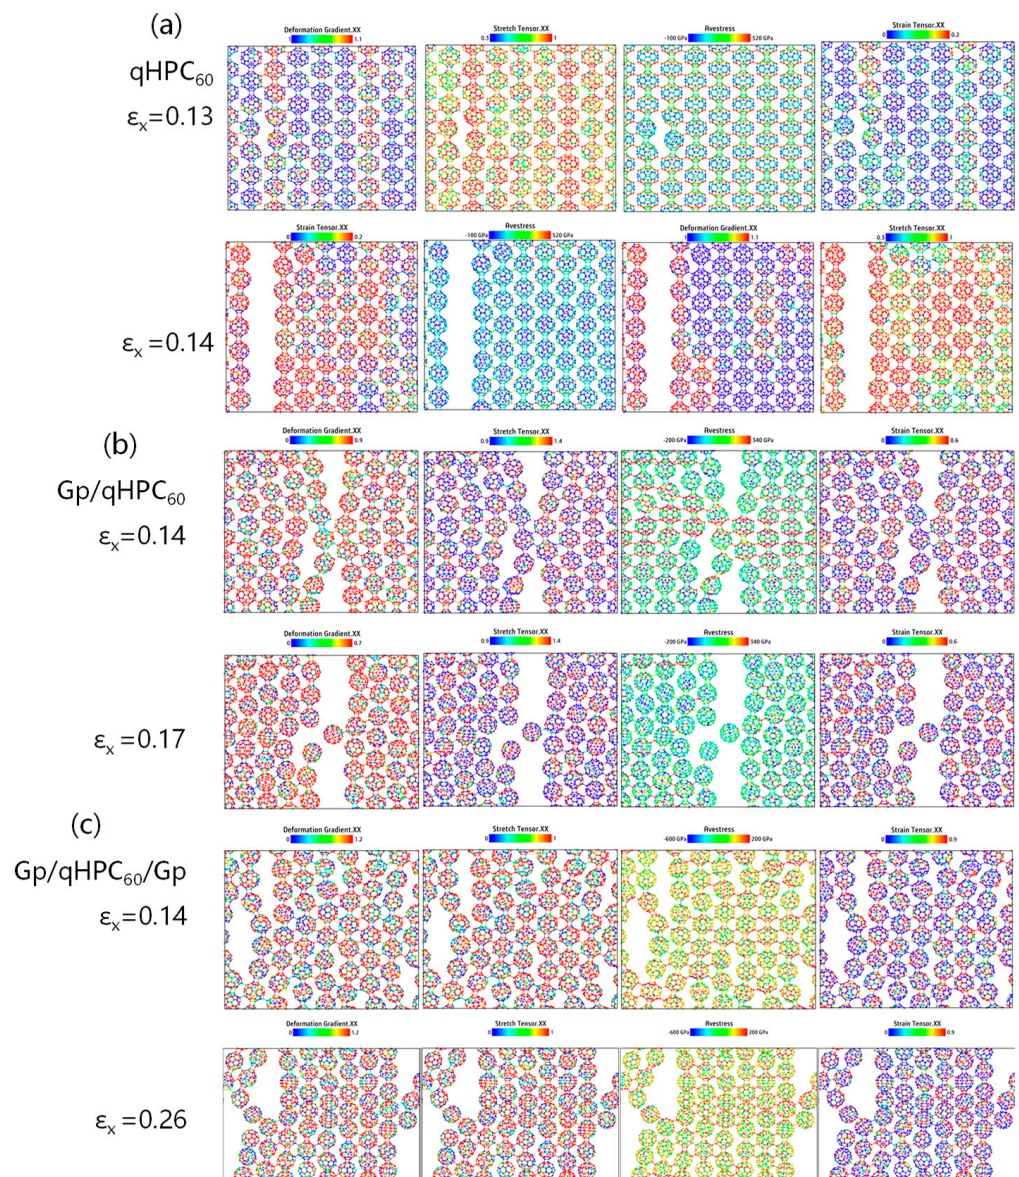 (a)
qHPC60
εx=0.13
Deformation Gradient.XX
1 1.1
Stretch Tensor.XX
0.3 1
Avestress
-100 GPa 520 GPa
Strain Tensor.XX
0 0.2
εx =0.14
Strain Tensor.XX
0 0.2
Avestress
-100 GPa 520 GPa
Deformation Gradient.XX
1 1.1
Stretch Tensor.XX
0.3 1
(b)
Gp/qHPC60
εx=0.14
Deformation Gradient.XX
0 0.9
Stretch Tensor.XX
0.9 1.4
Avestress
-200 GPa 340 GPa
Strain Tensor.XX
0 0.6
εx =0.17
Deformation Gradient.XX
0 0.7
Stretch Tensor.XX
0.9 1.4
Avestress
-200 GPa 340 GPa
Strain Tensor.XX
0 0.6
(c)
Gp/qHPC60/Gp
εx=0.14
Deformation Gradient.XX
0 1.2
Stretch Tensor.XX
0 1
Avestress
-600 GPa 200 GPa
Strain Tensor.XX
0 0.9
εx=0.26
Deformation Gradient.XX
0 1.2
Stretch Tensor.XX
0 1
Avestress
-600 GPa 200 GPa
Strain Tensor.XX
0 0.9